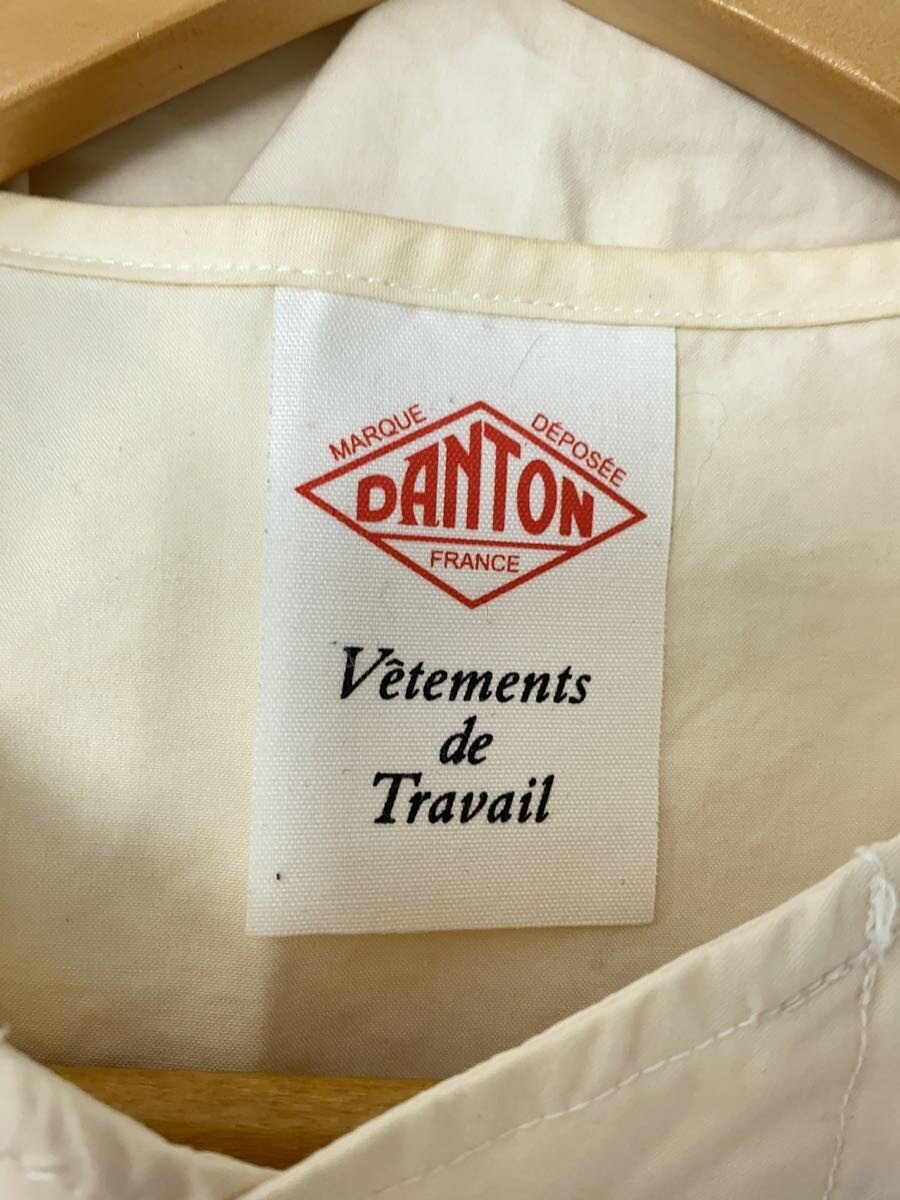 MARQUE DÉPOSÉE
DANTON
FRANCE
Vêtements
de
Travail